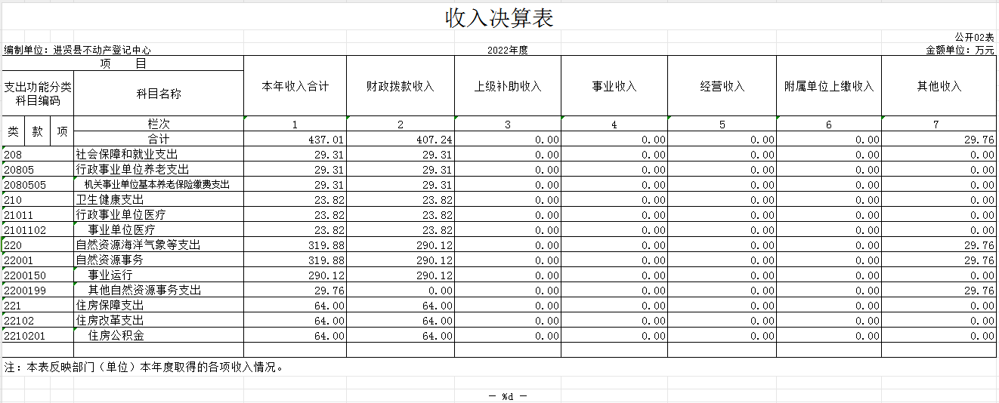 收入决算表
公开02表
编制单位：进贤县不动产登记中心 2022年度 金额单位：万元
项 目 本年收入合计 财政拨款收入 上级补助收入 事业收入 经营收入 附属单位上缴收入 其他收入
支出功能分类科目编码 科目名称
类 款 项 栏次 1 2 3 4 5 6 7
合计 437.01 407.24 0.00 0.00 0.00 0.00 29.76
208 社会保障和就业支出 29.31 29.31 0.00 0.00 0.00 0.00 0.00
20805 行政事业单位养老支出 29.31 29.31 0.00 0.00 0.00 0.00 0.00
2080505 机关事业单位基本养老保险缴费支出 29.31 29.31 0.00 0.00 0.00 0.00 0.00
210 卫生健康支出 23.82 23.82 0.00 0.00 0.00 0.00 0.00
21011 行政事业单位医疗 23.82 23.82 0.00 0.00 0.00 0.00 0.00
2101102 事业单位医疗 23.82 23.82 0.00 0.00 0.00 0.00 0.00
220 自然资源海洋气象等支出 319.88 290.12 0.00 0.00 0.00 0.00 29.76
22001 自然资源事务 319.88 290.12 0.00 0.00 0.00 0.00 29.76
2200150 事业运行 290.12 290.12 0.00 0.00 0.00 0.00 0.00
2200199 其他自然资源事务支出 29.76 0.00 0.00 0.00 0.00 0.00 29.76
221 住房保障支出 64.00 64.00 0.00 0.00 0.00 0.00 0.00
22102 住房改革支出 64.00 64.00 0.00 0.00 0.00 0.00 0.00
2210201 住房公积金 64.00 64.00 0.00 0.00 0.00 0.00 0.00
注：本表反映部门（单位）本年度取得的各项收入情况。
— %d —